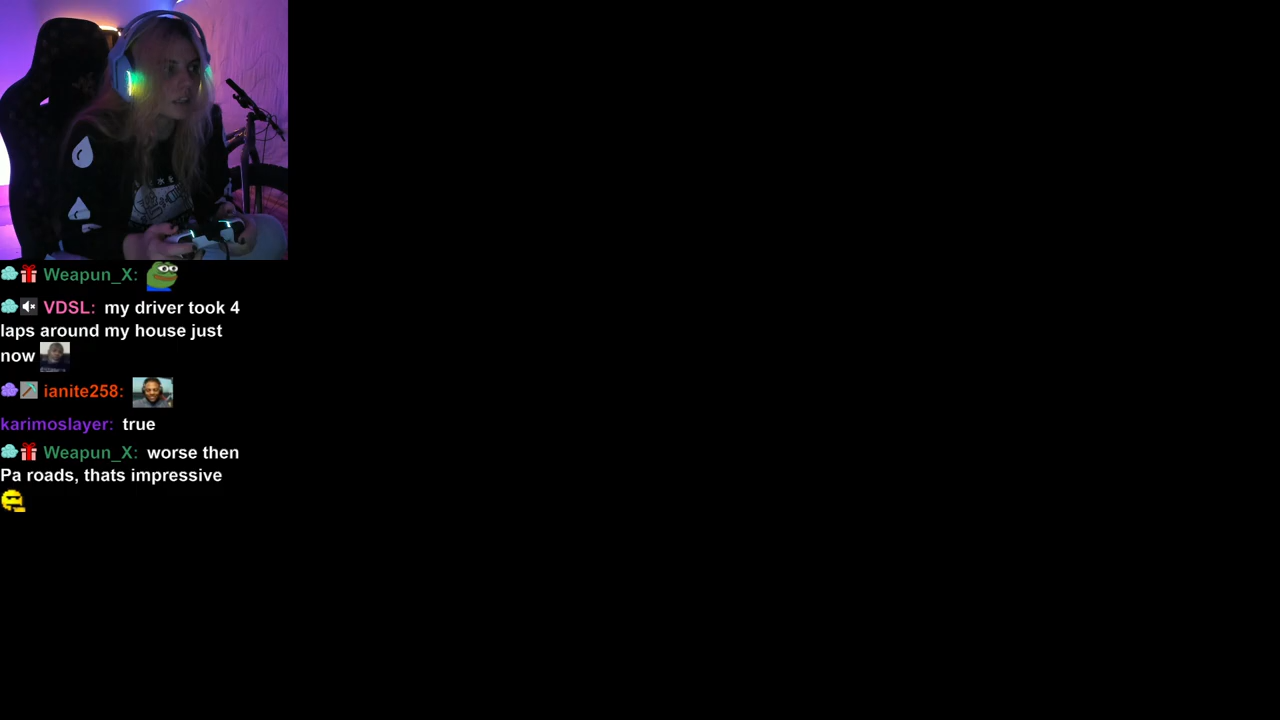 Weapun_X:
VDSL: my driver took 4
laps around my house just
now
ianite258:
karimoslayer: true
Weapun_X: worse then
Pa roads, thats impressive